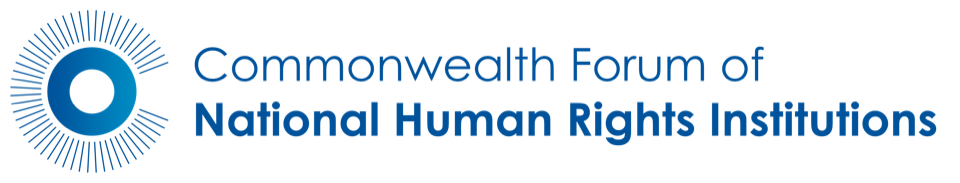 Commonwealth Forum of
National Human Rights Institutions